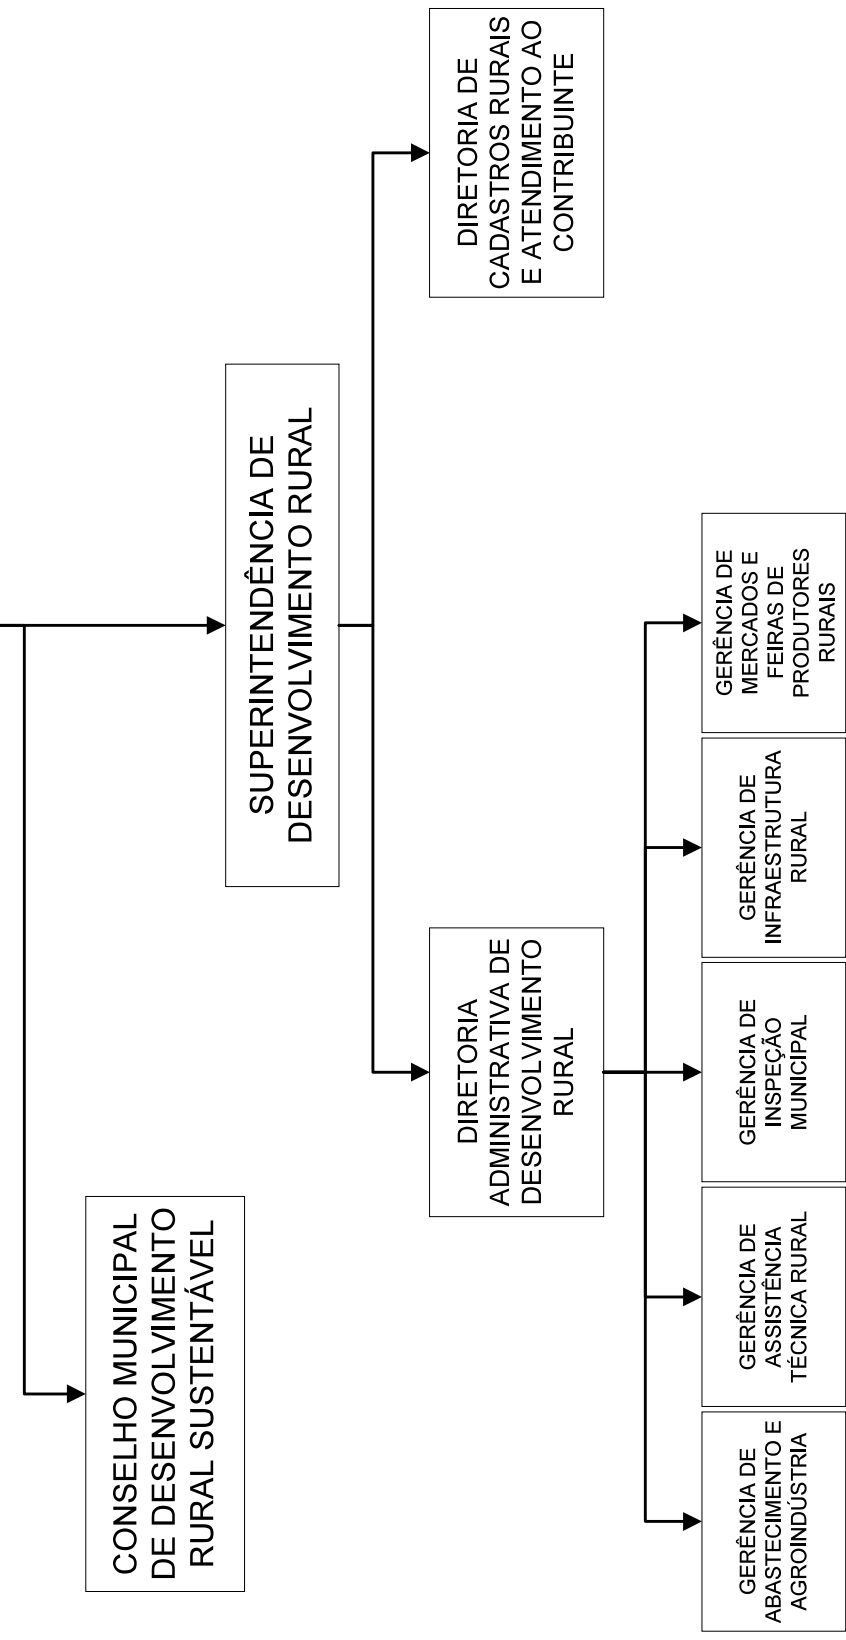 CONSELHO MUNICIPAL
DE DESENVOLVIMENTO
RURAL SUSTENTÁVEL
SUPERINTENDÊNCIA DE
DESENVOLVIMENTO RURAL
DIRETORIA
ADMINISTRATIVA DE
DESENVOLVIMENTO
RURAL
DIRETORIA DE
CADASTROS RURAIS
E ATENDIMENTO AO
CONTRIBUINTE
GERÊNCIA DE
ABASTECIMENTO E
AGROINDÚSTRIA
GERÊNCIA DE
ASSISTÊNCIA
TÉCNICA RURAL
GERÊNCIA DE
INSPEÇÃO
MUNICIPAL
GERÊNCIA DE
INFRAESTRUTURA
RURAL
GERÊNCIA DE
MERCADOS E
FEIRAS DE
PRODUTORES
RURAIS